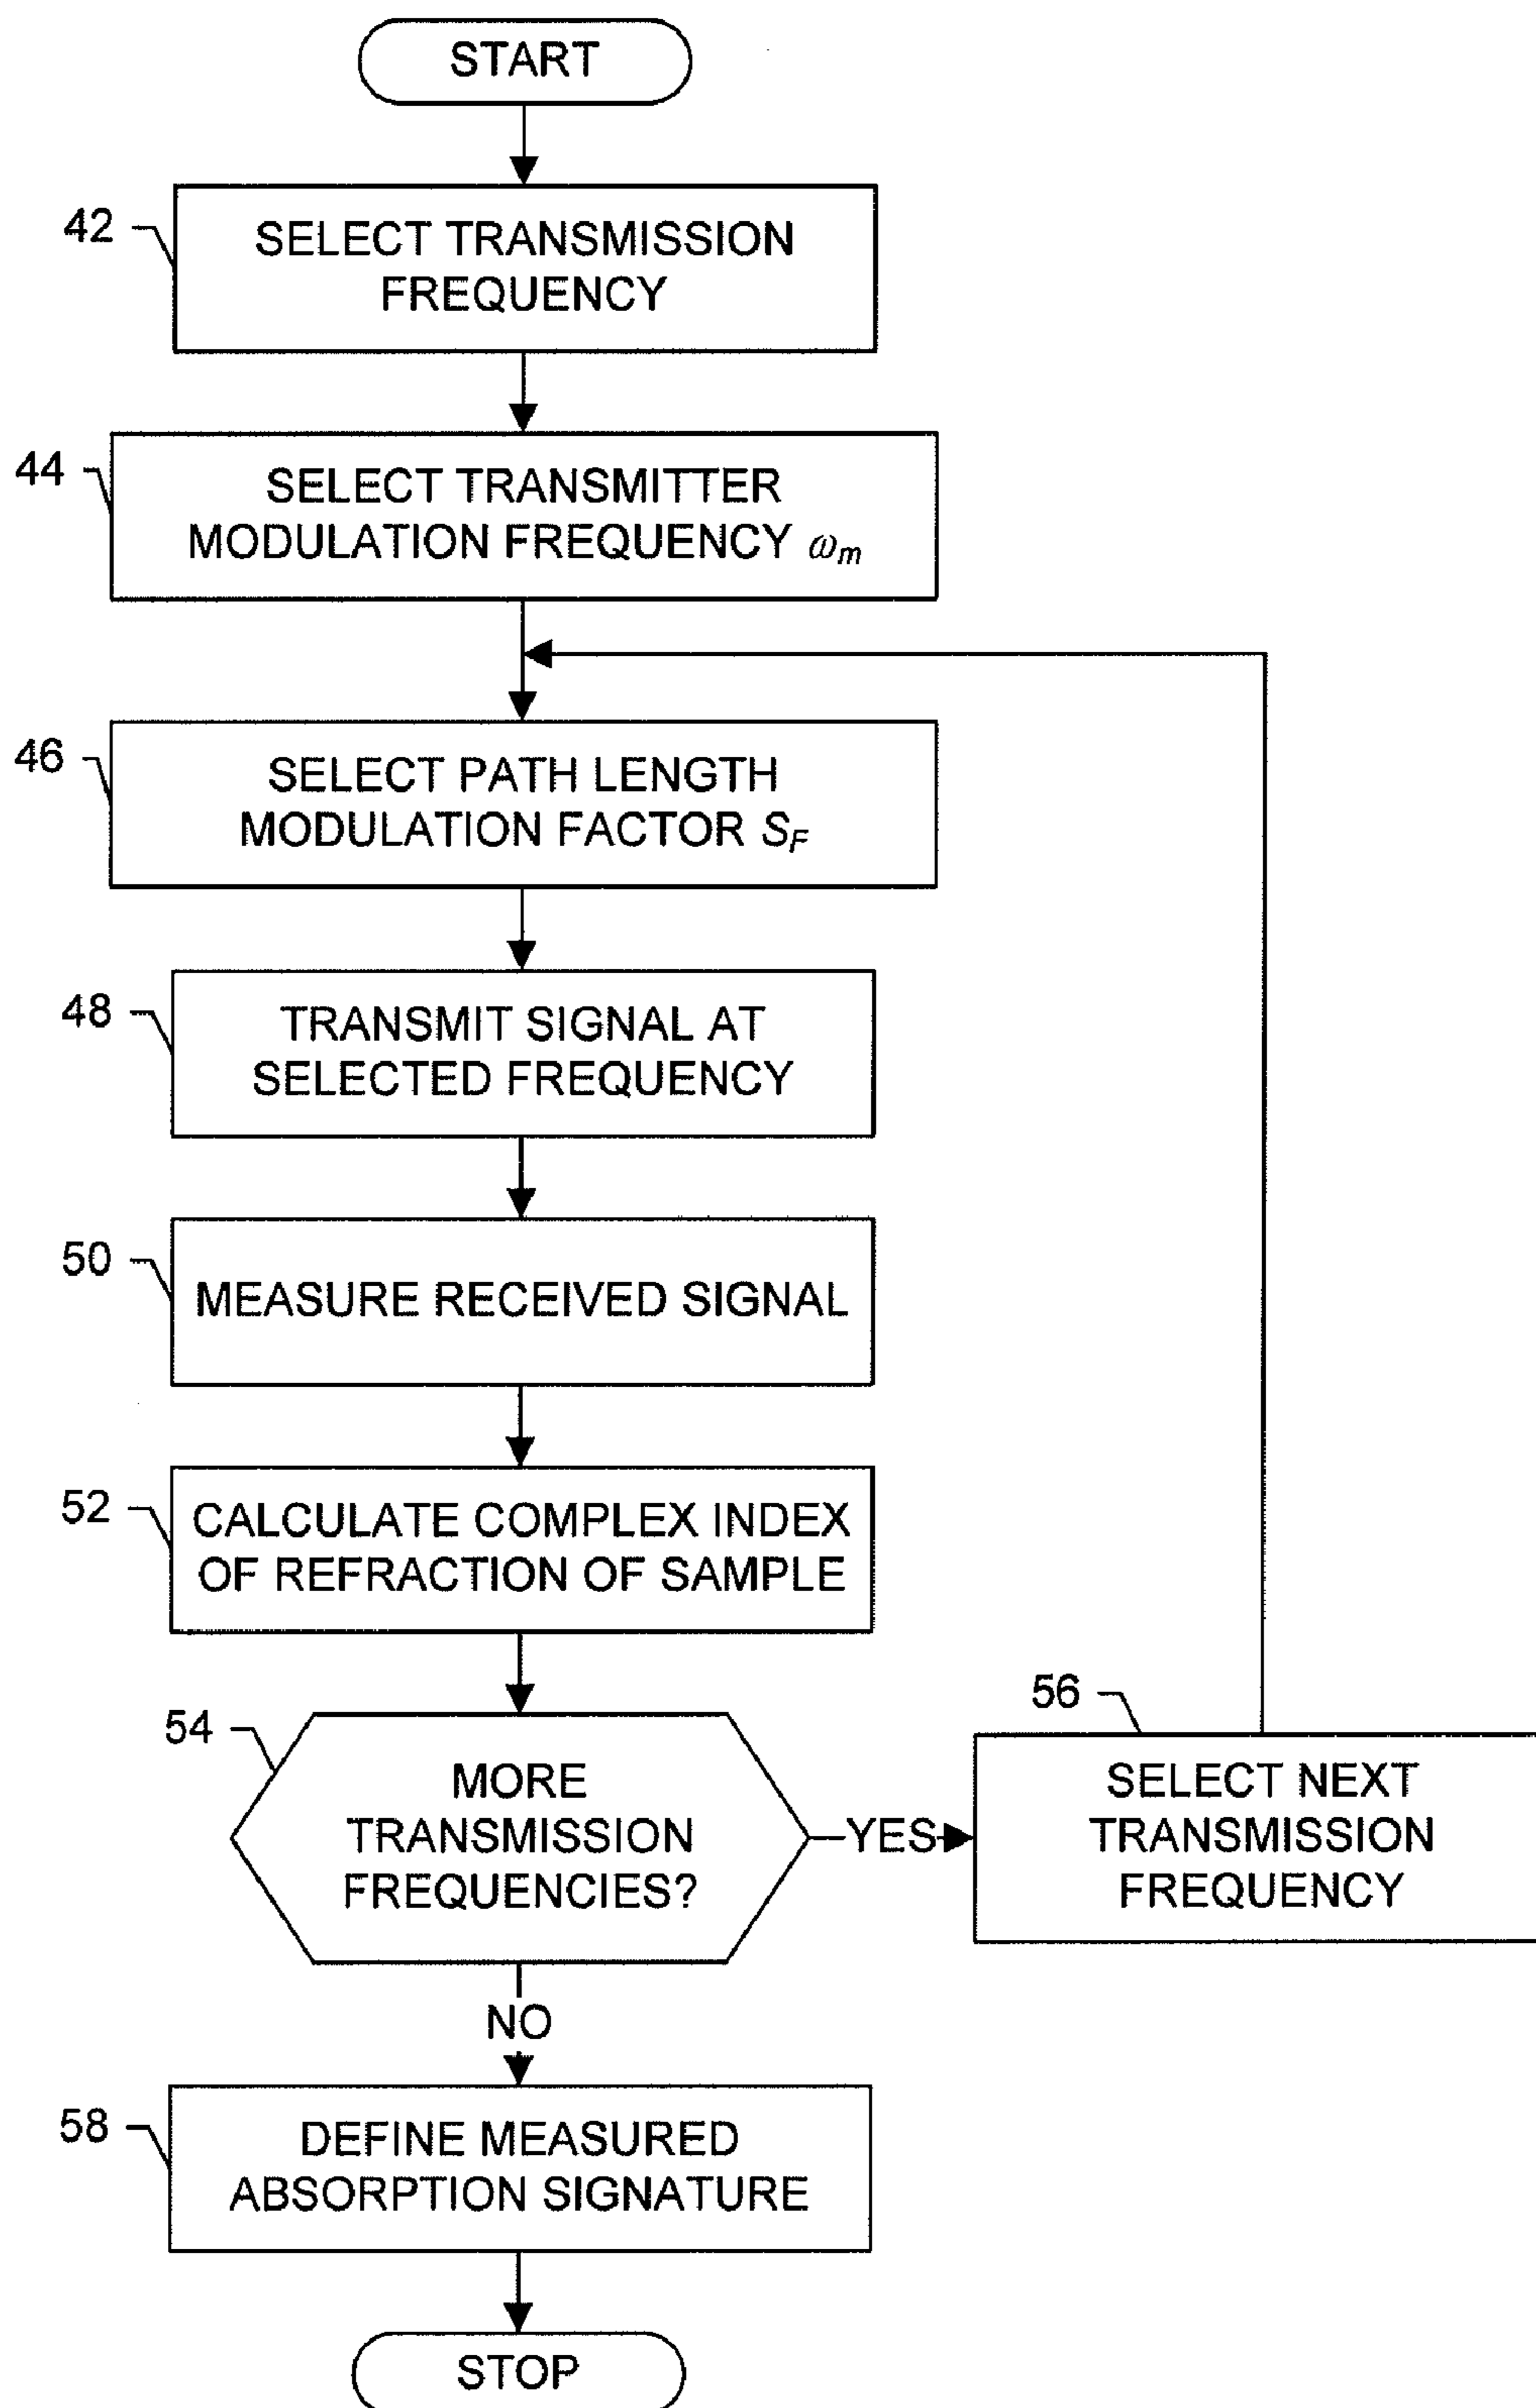 START
42
SELECT TRANSMISSION
FREQUENCY
44
SELECT TRANSMITTER
MODULATION FREQUENCY ωm
46
SELECT PATH LENGTH
MODULATION FACTOR SF
48
TRANSMIT SIGNAL AT
SELECTED FREQUENCY
50
MEASURE RECEIVED SIGNAL
52
CALCULATE COMPLEX INDEX
OF REFRACTION OF SAMPLE
54
MORE
TRANSMISSION
FREQUENCIES?
YES
56
SELECT NEXT
TRANSMISSION
FREQUENCY
NO
58
DEFINE MEASURED
ABSORPTION SIGNATURE
STOP